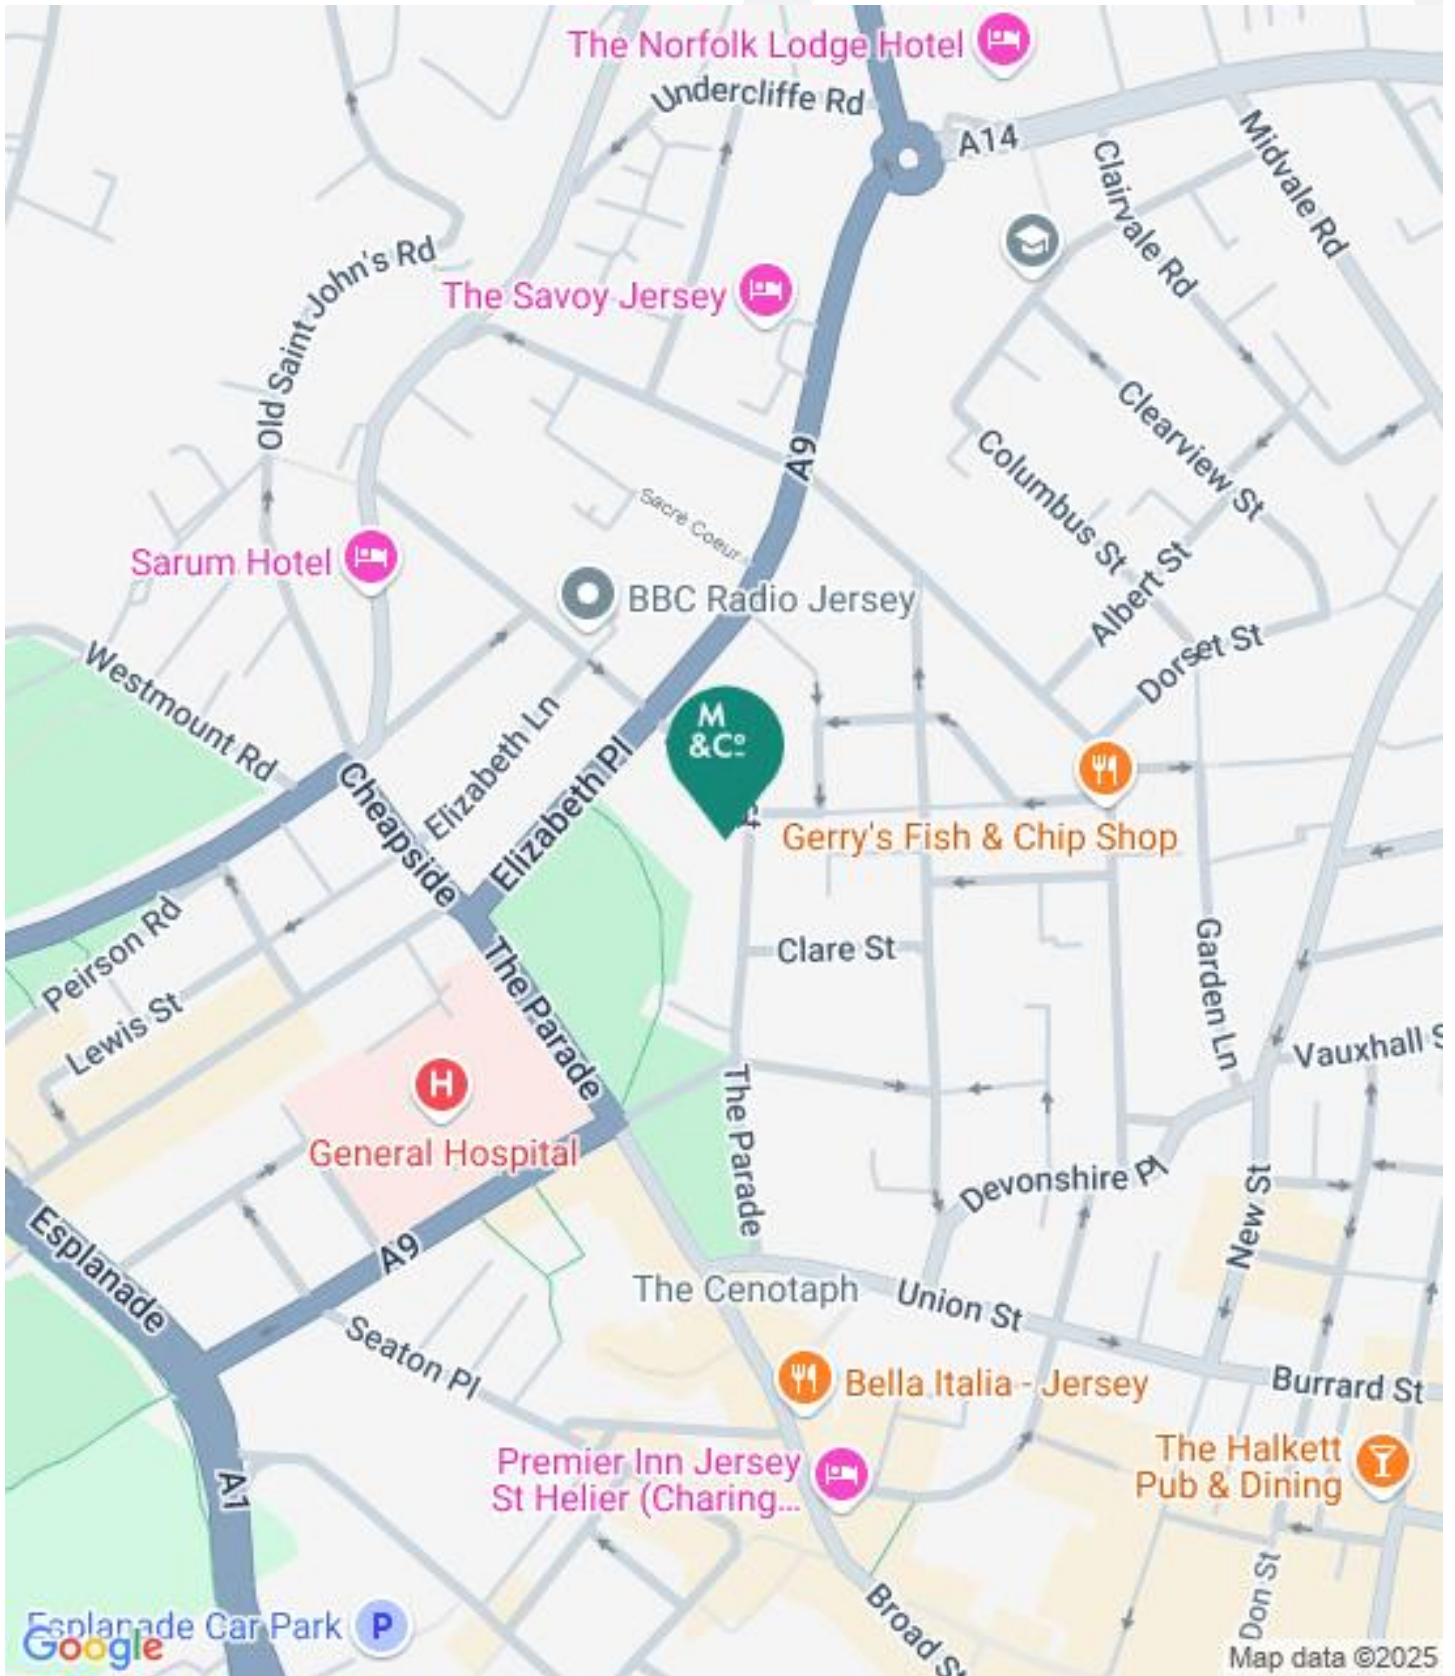 The Norfolk Lodge Hotel
Undercliffe Rd
A14
Midvale Rd
Clairvale Rd
Old Saint John's Rd
The Savoy Jersey
Clearview St
A9
Columbus St
Sacré Coeur
Sarum Hotel
BBC Radio Jersey
Albert St
Dorset St
Westmount Rd
M
&Cº
Elizabeth Ln
Elizabeth Pl
Cheapside
Gerry's Fish & Chip Shop
Peirson Rd
Clare St
Garden Ln
The Parade
Lewis St
Vauxhall S
H
General Hospital
The Parade
Devonshire Pl
New St
Esplanade
A9
The Cenotaph
Union St
Seaton Pl
Bella Italia - Jersey
Burrard St
Premier Inn Jersey
St Helier (Charing...
The Halkett
Pub & Dining
A1
Don St
Broad St
Esplanade Car Park
P
Google
Map data ©2025